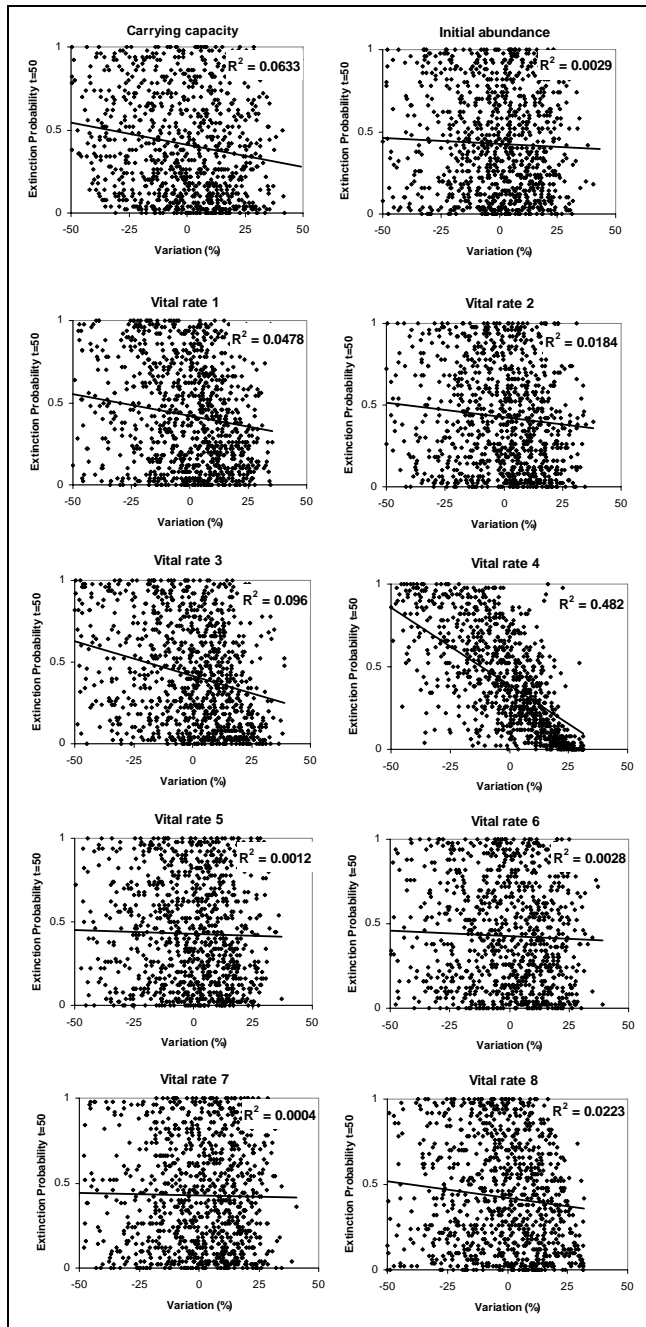 Carrying capacity
R² = 0.0633
Extinction Probability t=50
1
0.5
0
-50 -25 0 25 50
Variation (%)
Initial abundance
R² = 0.0029
Extinction Probability t=50
1
0.5
0
-50 -25 0 25 50
Variation (%)
Vital rate 1
R² = 0.0478
Extinction Probability t=50
1
0.5
0
-50 -25 0 25 50
Variation (%)
Vital rate 2
R² = 0.0184
Extinction Probability t=50
1
0.5
0
-50 -25 0 25 50
Variation (%)
Vital rate 3
R² = 0.096
Extinction Probability t=50
1
0.5
0
-50 -25 0 25 50
Variation (%)
Vital rate 4
R² = 0.482
Extinction Probability t=50
1
0.5
0
-50 -25 0 25 50
Variation (%)
Vital rate 5
R² = 0.0012
Extinction Probability t=50
1
0.5
0
-50 -25 0 25 50
Variation (%)
Vital rate 6
R² = 0.0028
Extinction Probability t=50
1
0.5
0
-50 -25 0 25 50
Variation (%)
Vital rate 7
R² = 0.0004
Extinction Probability t=50
1
0.5
0
-50 -25 0 25 50
Variation (%)
Vital rate 8
R² = 0.0223
Extinction Probability t=50
1
0.5
0
-50 -25 0 25 50
Variation (%)